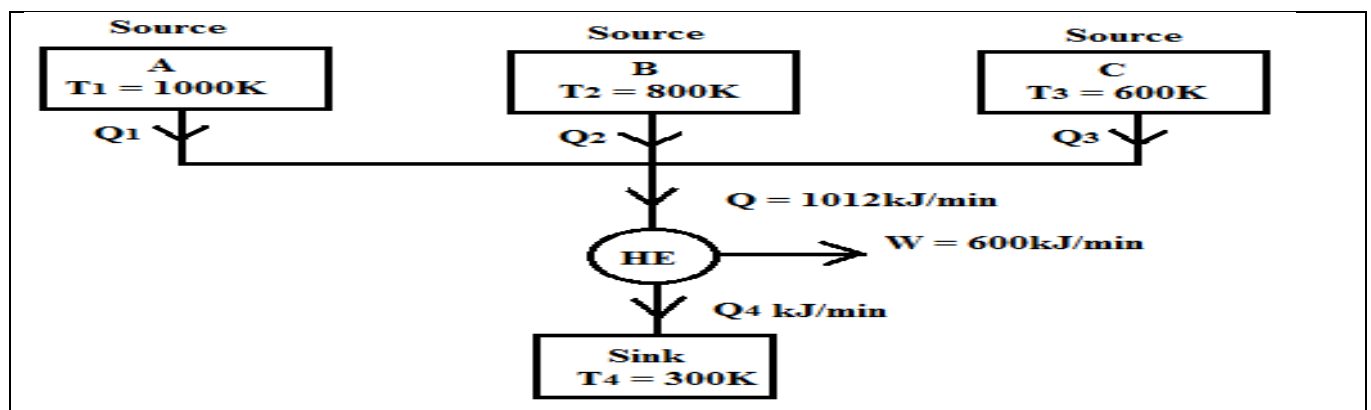 Source Source Source
A B C
T1 = 1000K T2 = 800K T3 = 600K
Q1 Q2 Q3
Q = 1012kJ/min
HE W = 600kJ/min
Q4 kJ/min
Sink
T4 = 300K